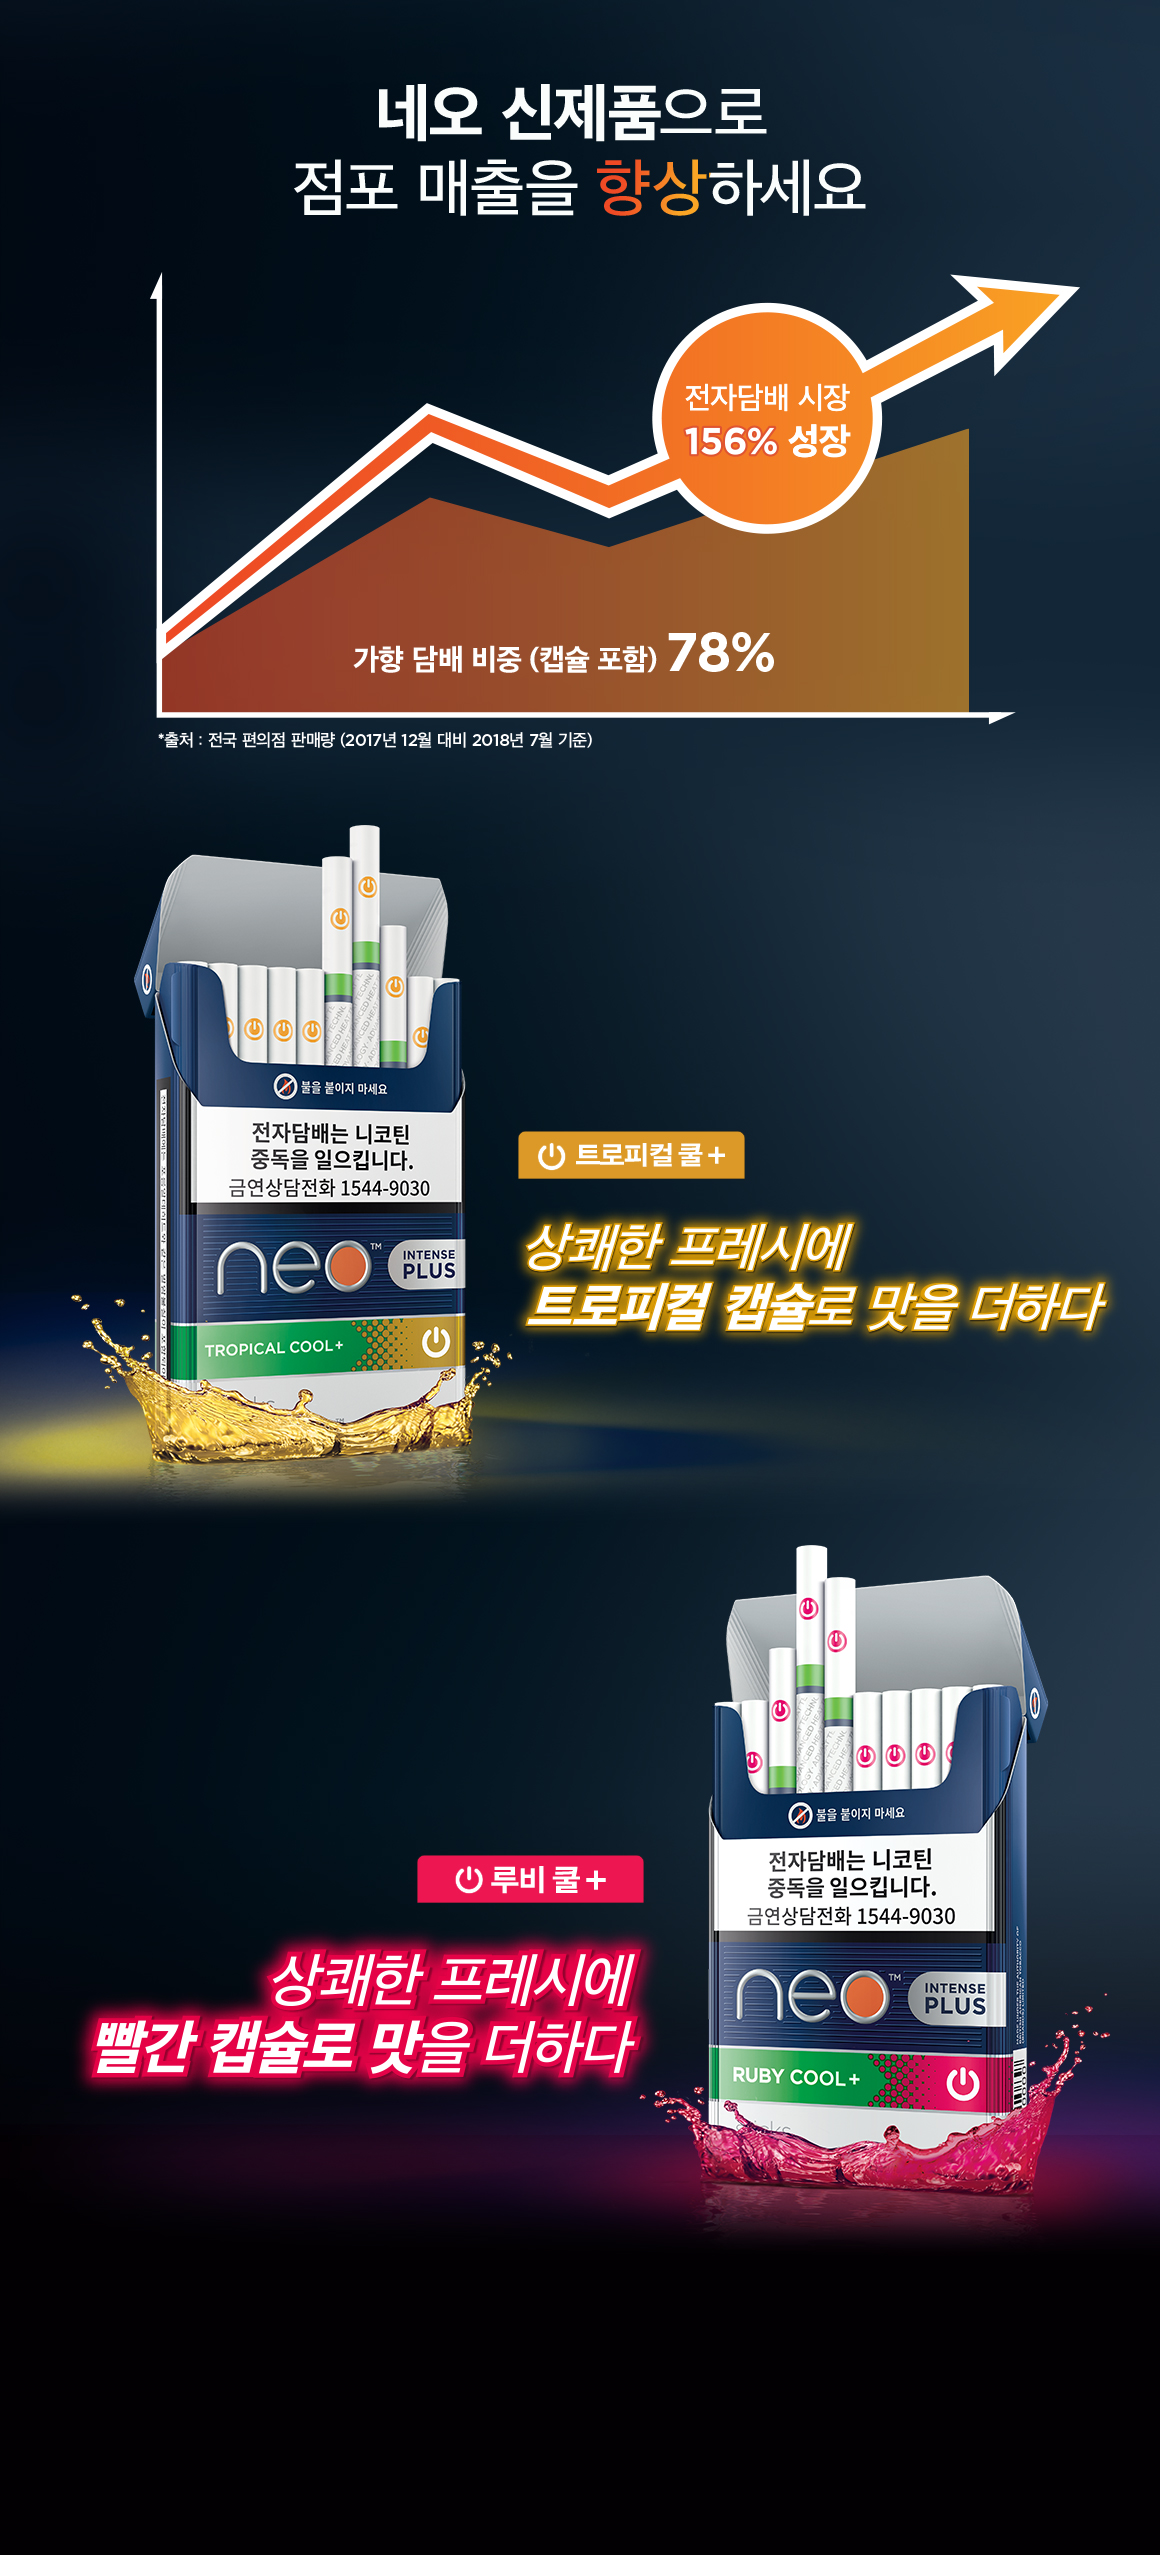 네오 신제품으로
점포 매출을 향상하세요
전자담배 시장
156% 성장
가향 담배 비중 (캡슐 포함) 78%
*출처 : 전국 편의점 판매량 (2017년 12월 대비 2018년 7월 기준)
불을 붙이지 마세요
전자담배는 니코틴
중독을 일으킵니다.
금연상담전화 1544-9030
neo™ INTENSE
PLUS
TROPICAL COOL+
트로피컬 쿨+
상쾌한 프레시에
트로피컬 캡슐로 맛을 더하다
불을 붙이지 마세요
전자담배는 니코틴
중독을 일으킵니다.
금연상담전화 1544-9030
neo™ INTENSE
PLUS
RUBY COOL+
루비 쿨+
상쾌한 프레시에
빨간 캡슐로 맛을 더하다